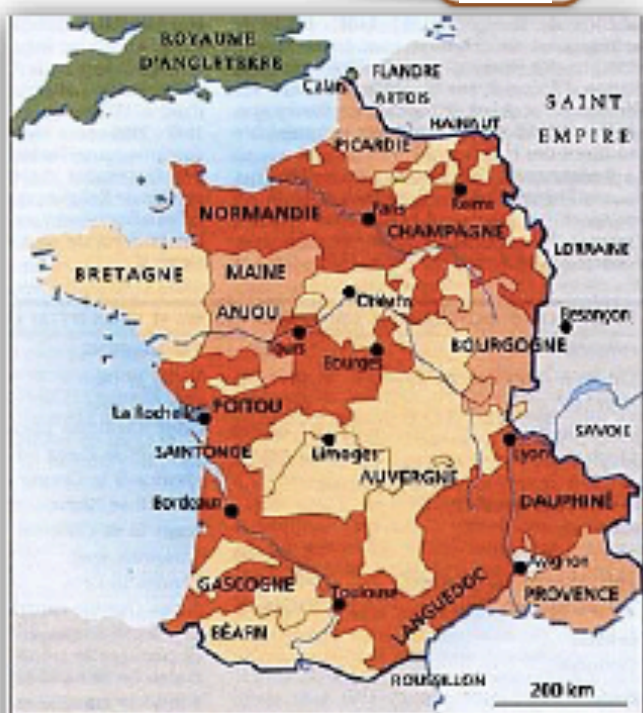 ROYAUME
D'ANGLETERRE
FLANDRE
Calais
ARTOIS
SAINT
HAINAUT
EMPIRE
PICARDIE
NORMANDIE
Paris
Reims
CHAMPAGNE
LORRAINE
BRETAGNE
MAINE
Orléans
ANJOU
Besançon
Tours
BOURGOGNE
Bourges
La Rochelle
POITOU
SAVOIE
SAINTONGE
Limoges
Lyon
AUVERGNE
Bordeaux
DAUPHINÉ
Avignon
GASCOGNE
Toulouse
LANGUEDOC
PROVENCE
BÉARN
ROUSSILLON
200 km